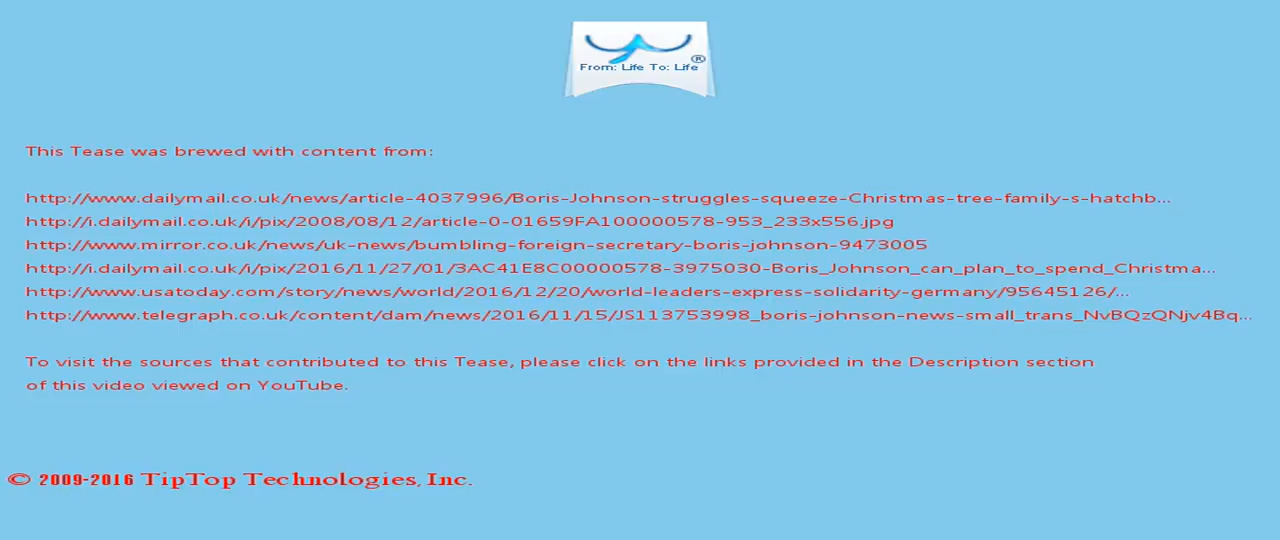 From: Life To: Life ®
This Tease was brewed with content from:
http://www.dailymail.co.uk/news/article-4037996/Boris-Johnson-struggles-squeeze-Christmas-tree-family-s-hatchb...
http://i.dailymail.co.uk/i/pix/2008/08/12/article-0-01659FA100000578-953_233x556.jpg
http://www.mirror.co.uk/news/uk-news/bumbling-foreign-secretary-boris-johnson-9473005
http://i.dailymail.co.uk/i/pix/2016/11/27/01/3AC41E8C00000578-3975030-Boris_Johnson_can_plan_to_spend_Christma...
http://www.usatoday.com/story/news/world/2016/12/20/world-leaders-express-solidarity-germany/95645126/...
http://www.telegraph.co.uk/content/dam/news/2016/11/15/JS113753998_boris-johnson-news-small_trans_NvBQzQNjv4Bq...
To visit the sources that contributed to this Tease, please click on the links provided in the Description section
of this video viewed on YouTube.
© 2009-2016 TipTop Technologies, Inc.